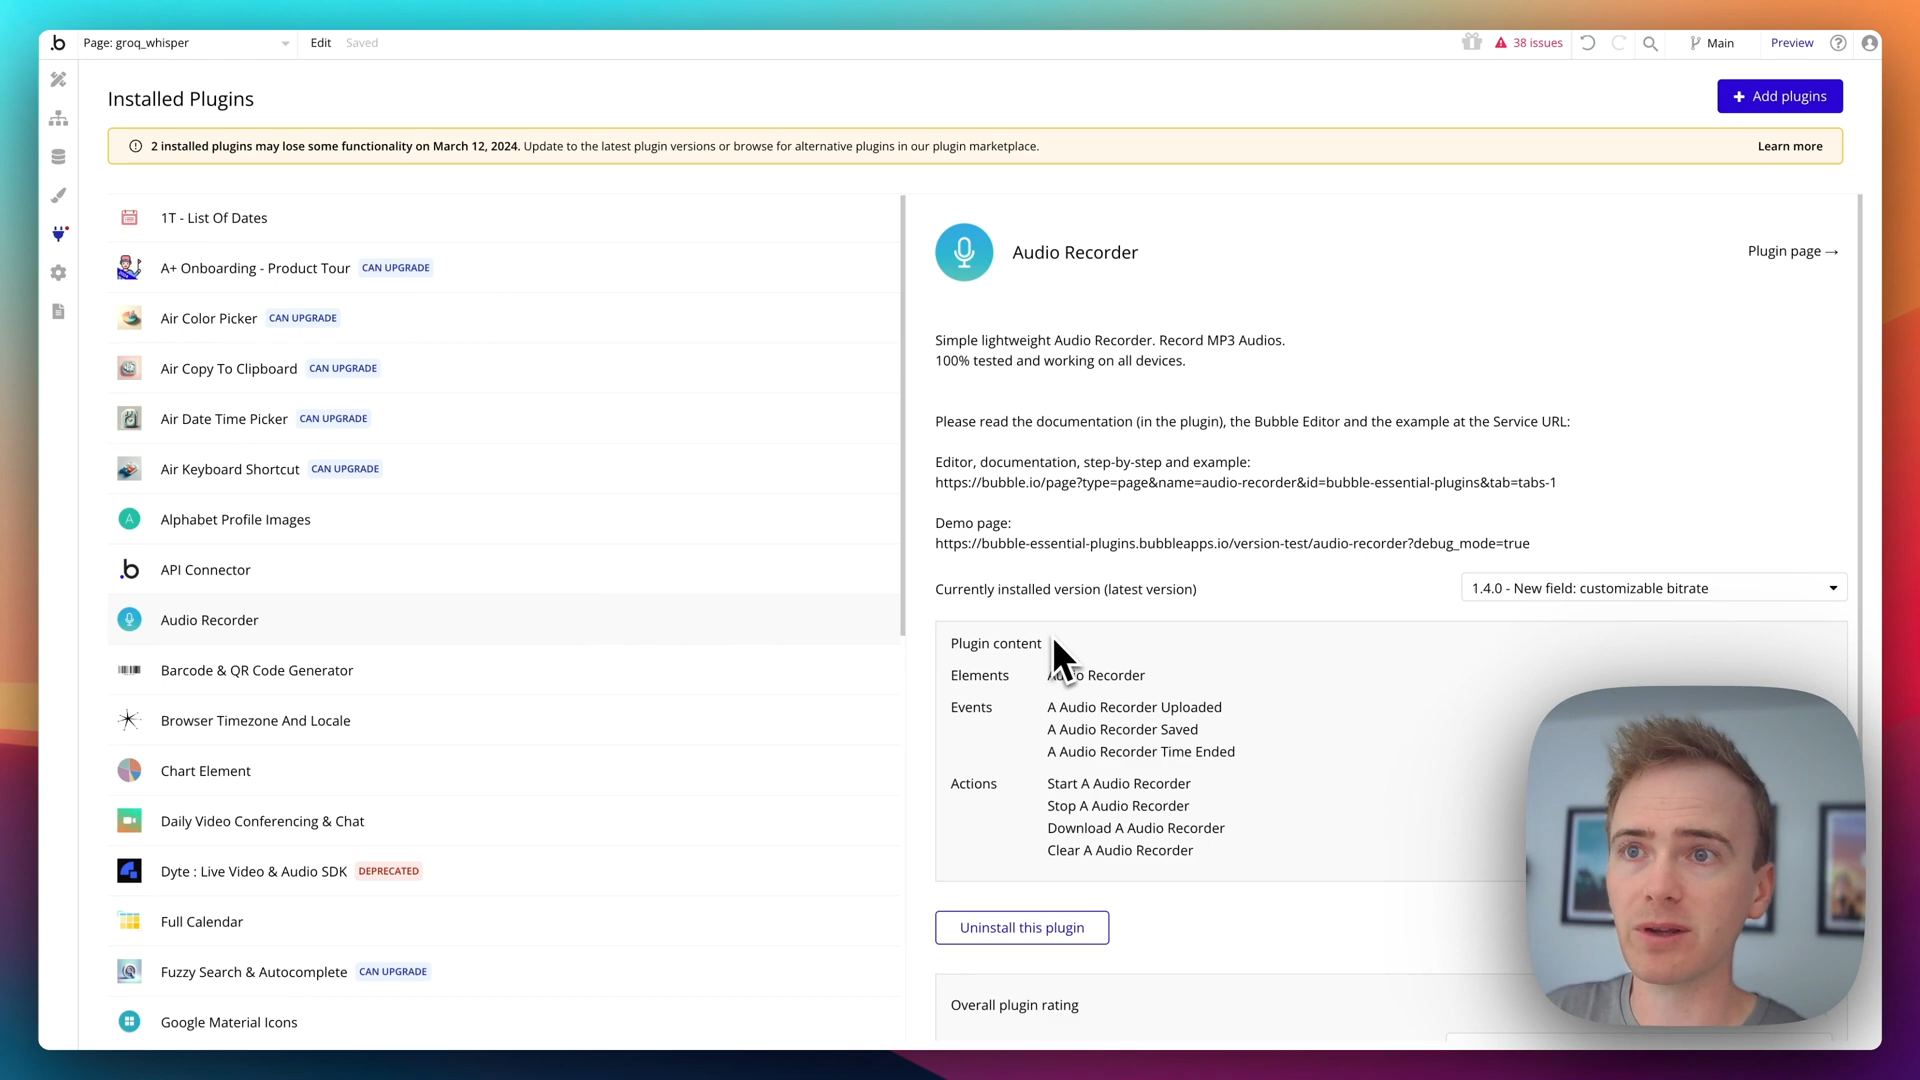 Page: groq_whisper
Edit
Saved
38 issues
Main
Preview
Installed Plugins
+ Add plugins
2 installed plugins may lose some functionality on March 12, 2024. Update to the latest plugin versions or browse for alternative plugins in our plugin marketplace.
Learn more
1T - List Of Dates
A+ Onboarding - Product Tour CAN UPGRADE
Air Color Picker CAN UPGRADE
Air Copy To Clipboard CAN UPGRADE
Air Date Time Picker CAN UPGRADE
Air Keyboard Shortcut CAN UPGRADE
Alphabet Profile Images
API Connector
Audio Recorder
Barcode & QR Code Generator
Browser Timezone And Locale
Chart Element
Daily Video Conferencing & Chat
Dyte : Live Video & Audio SDK DEPRECATED
Full Calendar
Fuzzy Search & Autocomplete CAN UPGRADE
Google Material Icons
Audio Recorder
Plugin page →
Simple lightweight Audio Recorder. Record MP3 Audios.
100% tested and working on all devices.
Please read the documentation (in the plugin), the Bubble Editor and the example at the Service URL:
Editor, documentation, step-by-step and example:
https://bubble.io/page?type=page&name=audio-recorder&id=bubble-essential-plugins&tab=tabs-1
Demo page:
https://bubble-essential-plugins.bubbleapps.io/version-test/audio-recorder?debug_mode=true
Currently installed version (latest version)
1.4.0 - New field: customizable bitrate
Plugin content
Elements
Recorder
Events
A Audio Recorder Uploaded
A Audio Recorder Saved
A Audio Recorder Time Ended
Actions
Start A Audio Recorder
Stop A Audio Recorder
Download A Audio Recorder
Clear A Audio Recorder
Uninstall this plugin
Overall plugin rating